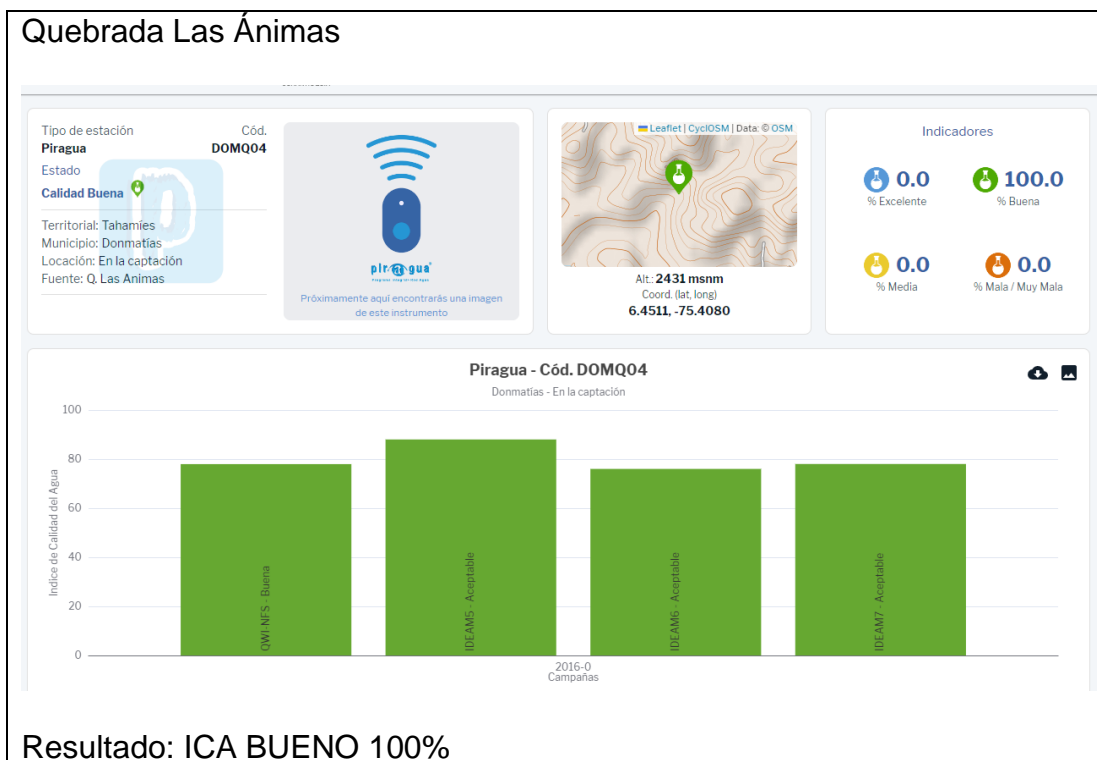 Quebrada Las Ánimas
Tipo de estación Cód.
Piragua DOMQ04
Estado
Calidad Buena
Territorial: Tahamíes
Municipio: Donmatías
Locación: En la captación
Fuente: Q. Las Animas
piragua
Próximamente aquí encontrarás una imagen
de este instrumento
Leaflet | CyclOSM | Data: © OSM
Alt.: 2431 msnm
Coord. (lat, long)
6.4511, -75.4080
Indicadores
0.0 100.0
% Excelente % Buena
0.0 0.0
% Media % Mala / Muy Mala
Piragua - Cód. DOMQ04
Donmatías - En la captación
Indice de Calidad del Agua
100
80
60
40
20
0
QWI-NFS - Buena
IDEAM5 - Aceptable
IDEAM6 - Aceptable
IDEAM7 - Aceptable
2016-0
Campañas
Resultado: ICA BUENO 100%